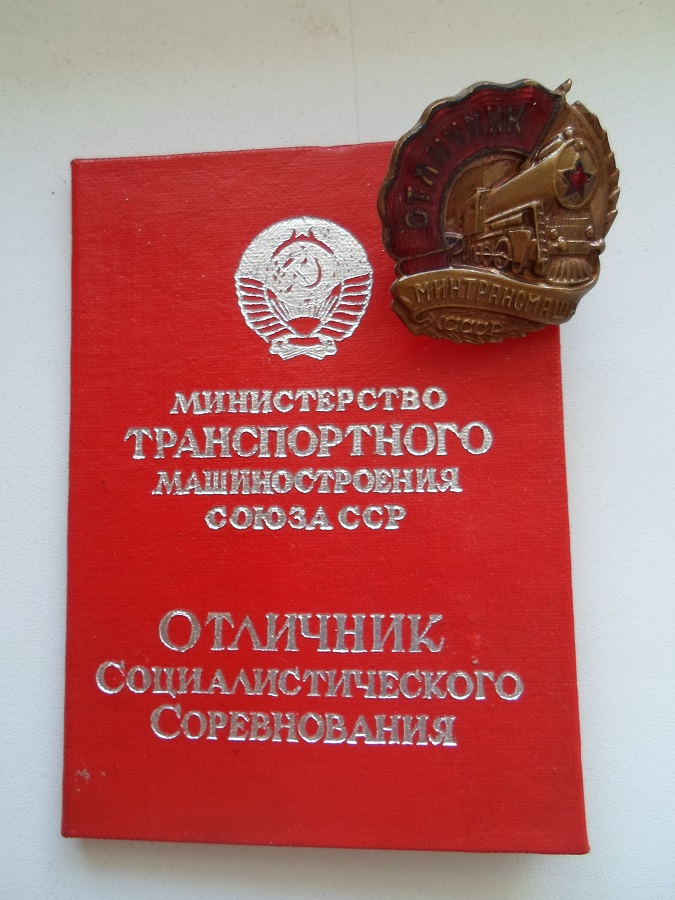 ОТЛИЧНИК
МИНТРАНСМАШ
СССР
МИНИСТЕРСТВО
ТРАНСПОРТНОГО
МАШИНОСТРОЕНИЯ
СОЮЗА ССР
ОТЛИЧНИК
СОЦИАЛИСТИЧЕСКОГО
СОРЕВНОВАНИЯ